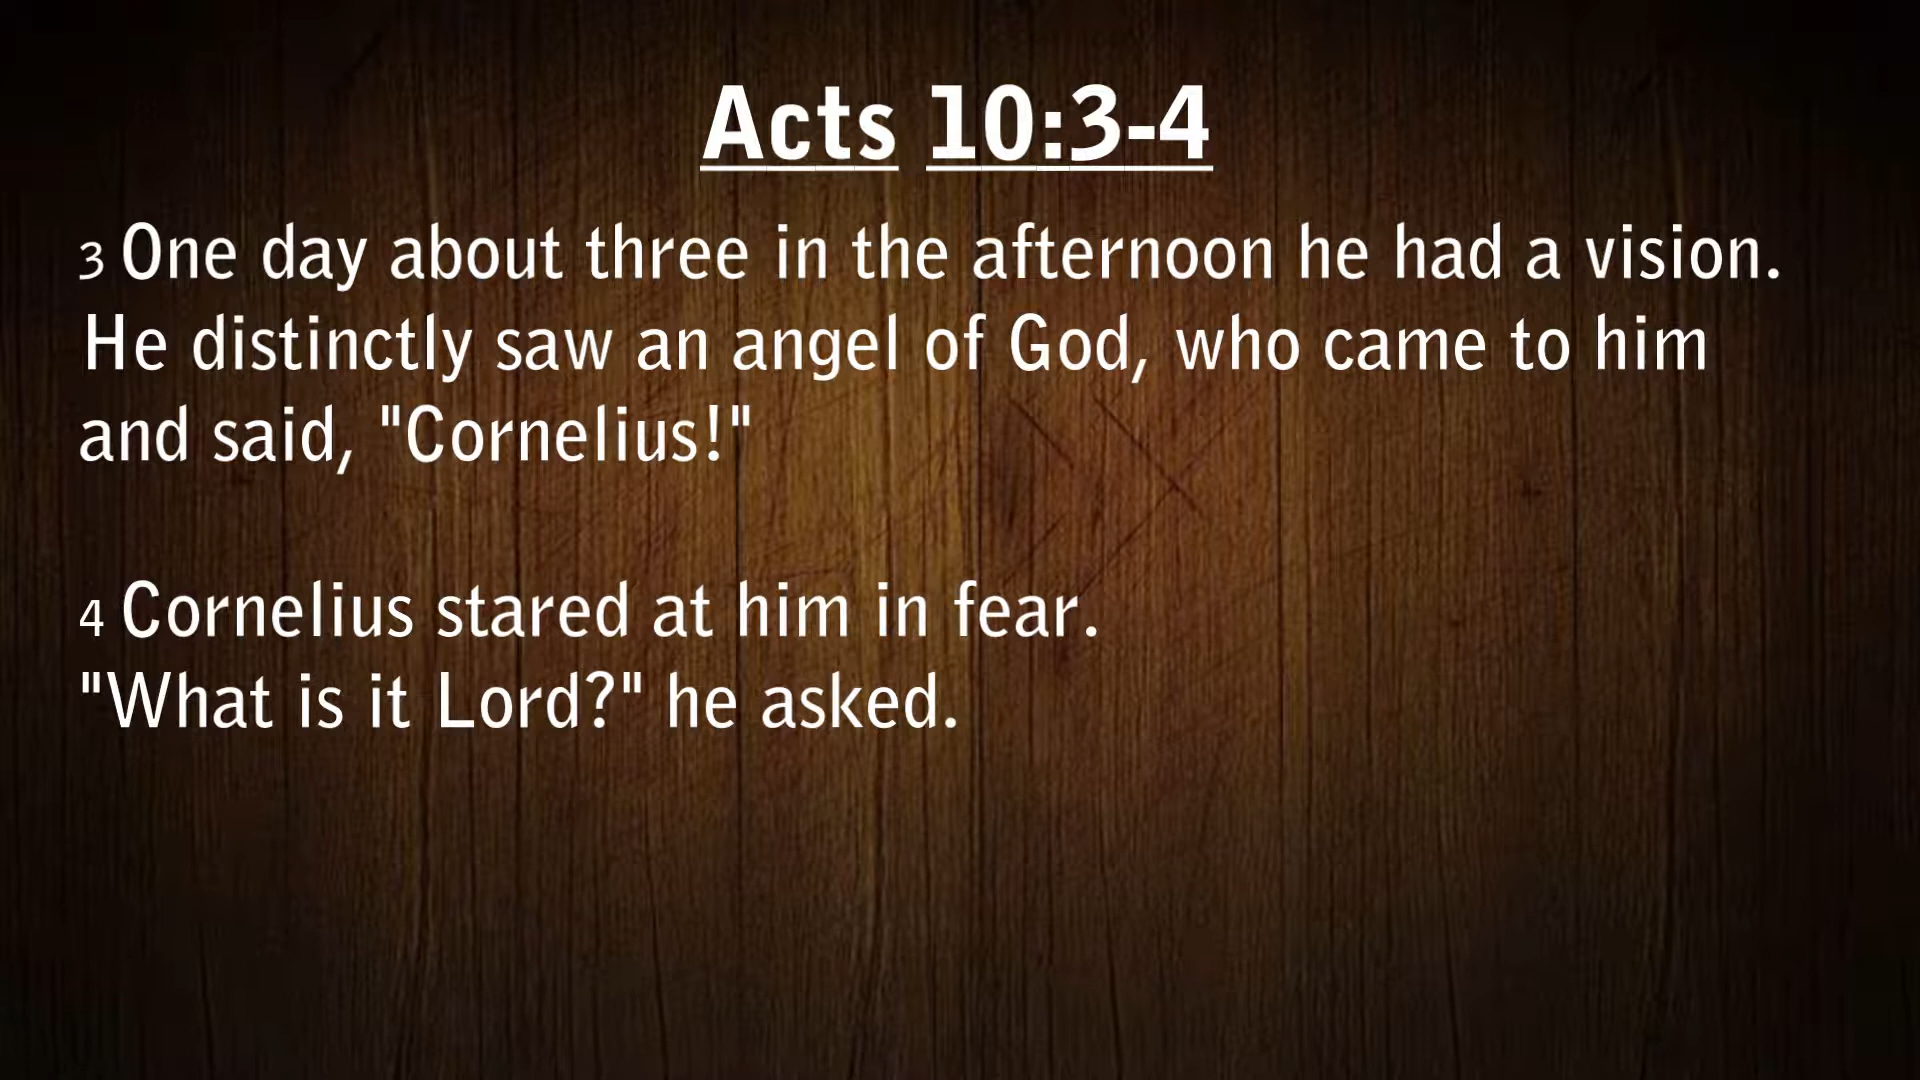 Acts 10:3-4
3 One day about three in the afternoon he had a vision.
He distinctly saw an angel of God, who came to him
and said, "Cornelius!"
4 Cornelius stared at him in fear.
"What is it Lord?" he asked.